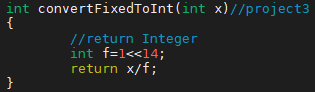 int convertFixedToInt(int x)//project3
{
//return Integer
int f=1<<14;
return x/f;
}